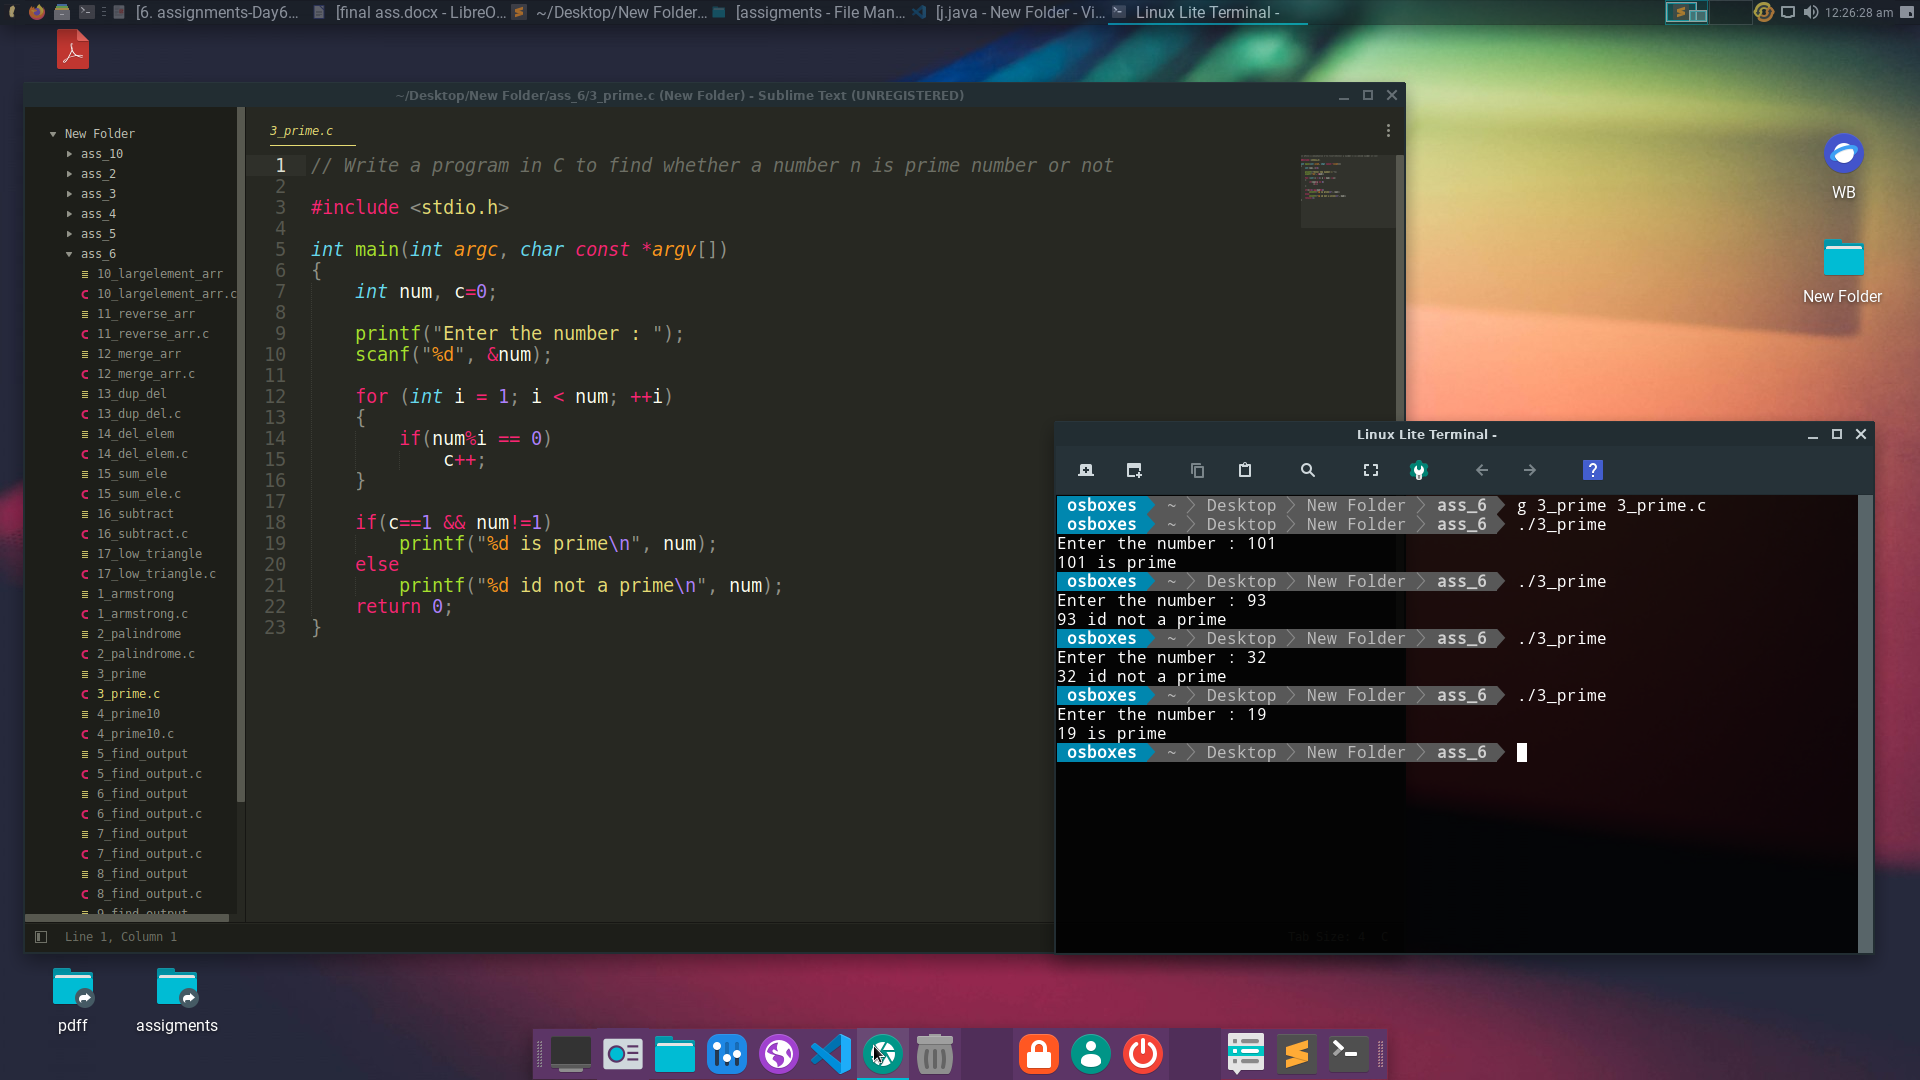 [6. assignments-Day6...
[final ass.docx - LibreO...
~/Desktop/New Folder...
[assigments - File Man...
[j.java - New Folder - Vi...
Linux Lite Terminal -
12:26:28 am
~/Desktop/New Folder/ass_6/3_prime.c (New Folder) - Sublime Text (UNREGISTERED)
New Folder
ass_10
ass_2
ass_3
ass_4
ass_5
ass_6
10_largelement_arr
10_largelement_arr.c
11_reverse_arr
11_reverse_arr.c
12_merge_arr
12_merge_arr.c
13_dup_del
13_dup_del.c
14_del_elem
14_del_elem.c
15_sum_ele
15_sum_ele.c
16_subtract
16_subtract.c
17_low_triangle
17_low_triangle.c
1_armstrong
1_armstrong.c
2_palindrome
2_palindrome.c
3_prime
3_prime.c
4_prime10
4_prime10.c
5_find_output
5_find_output.c
6_find_output
6_find_output.c
7_find_output
7_find_output.c
8_find_output
8_find_output.c
9_find_output
3_prime.c
1 // Write a program in C to find whether a number n is prime number or not
2
3 #include <stdio.h>
4
5 int main(int argc, char const *argv[])
6 {
7     int num, c=0;
8
9     printf("Enter the number : ");
10     scanf("%d", &num);
11
12     for (int i = 1; i < num; ++i)
13     {
14         if(num%i == 0)
15             c++;
16     }
17
18     if(c==1 && num!=1)
19         printf("%d is prime\n", num);
20     else
21         printf("%d id not a prime\n", num);
22     return 0;
23 }
Line 1, Column 1
Tab Size: 4 C
Linux Lite Terminal -
osboxes ~ Desktop New Folder ass_6 g 3_prime 3_prime.c
osboxes ~ Desktop New Folder ass_6 ./3_prime
Enter the number : 101
101 is prime
osboxes ~ Desktop New Folder ass_6 ./3_prime
Enter the number : 93
93 id not a prime
osboxes ~ Desktop New Folder ass_6 ./3_prime
Enter the number : 32
32 id not a prime
osboxes ~ Desktop New Folder ass_6 ./3_prime
Enter the number : 19
19 is prime
osboxes ~ Desktop New Folder ass_6
WB
New Folder
pdff
assigments